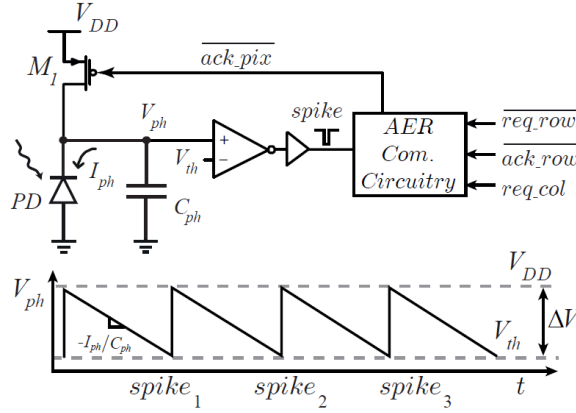 V_DD
M_1
ack_pix
V_ph
spike
+
V_th
−
AER
Com.
Circuitry
req_row
ack_row
req_col
I_ph
PD
C_ph
V_ph
V_DD
ΔV
-I_ph/C_ph
V_th
spike_1
spike_2
spike_3
t